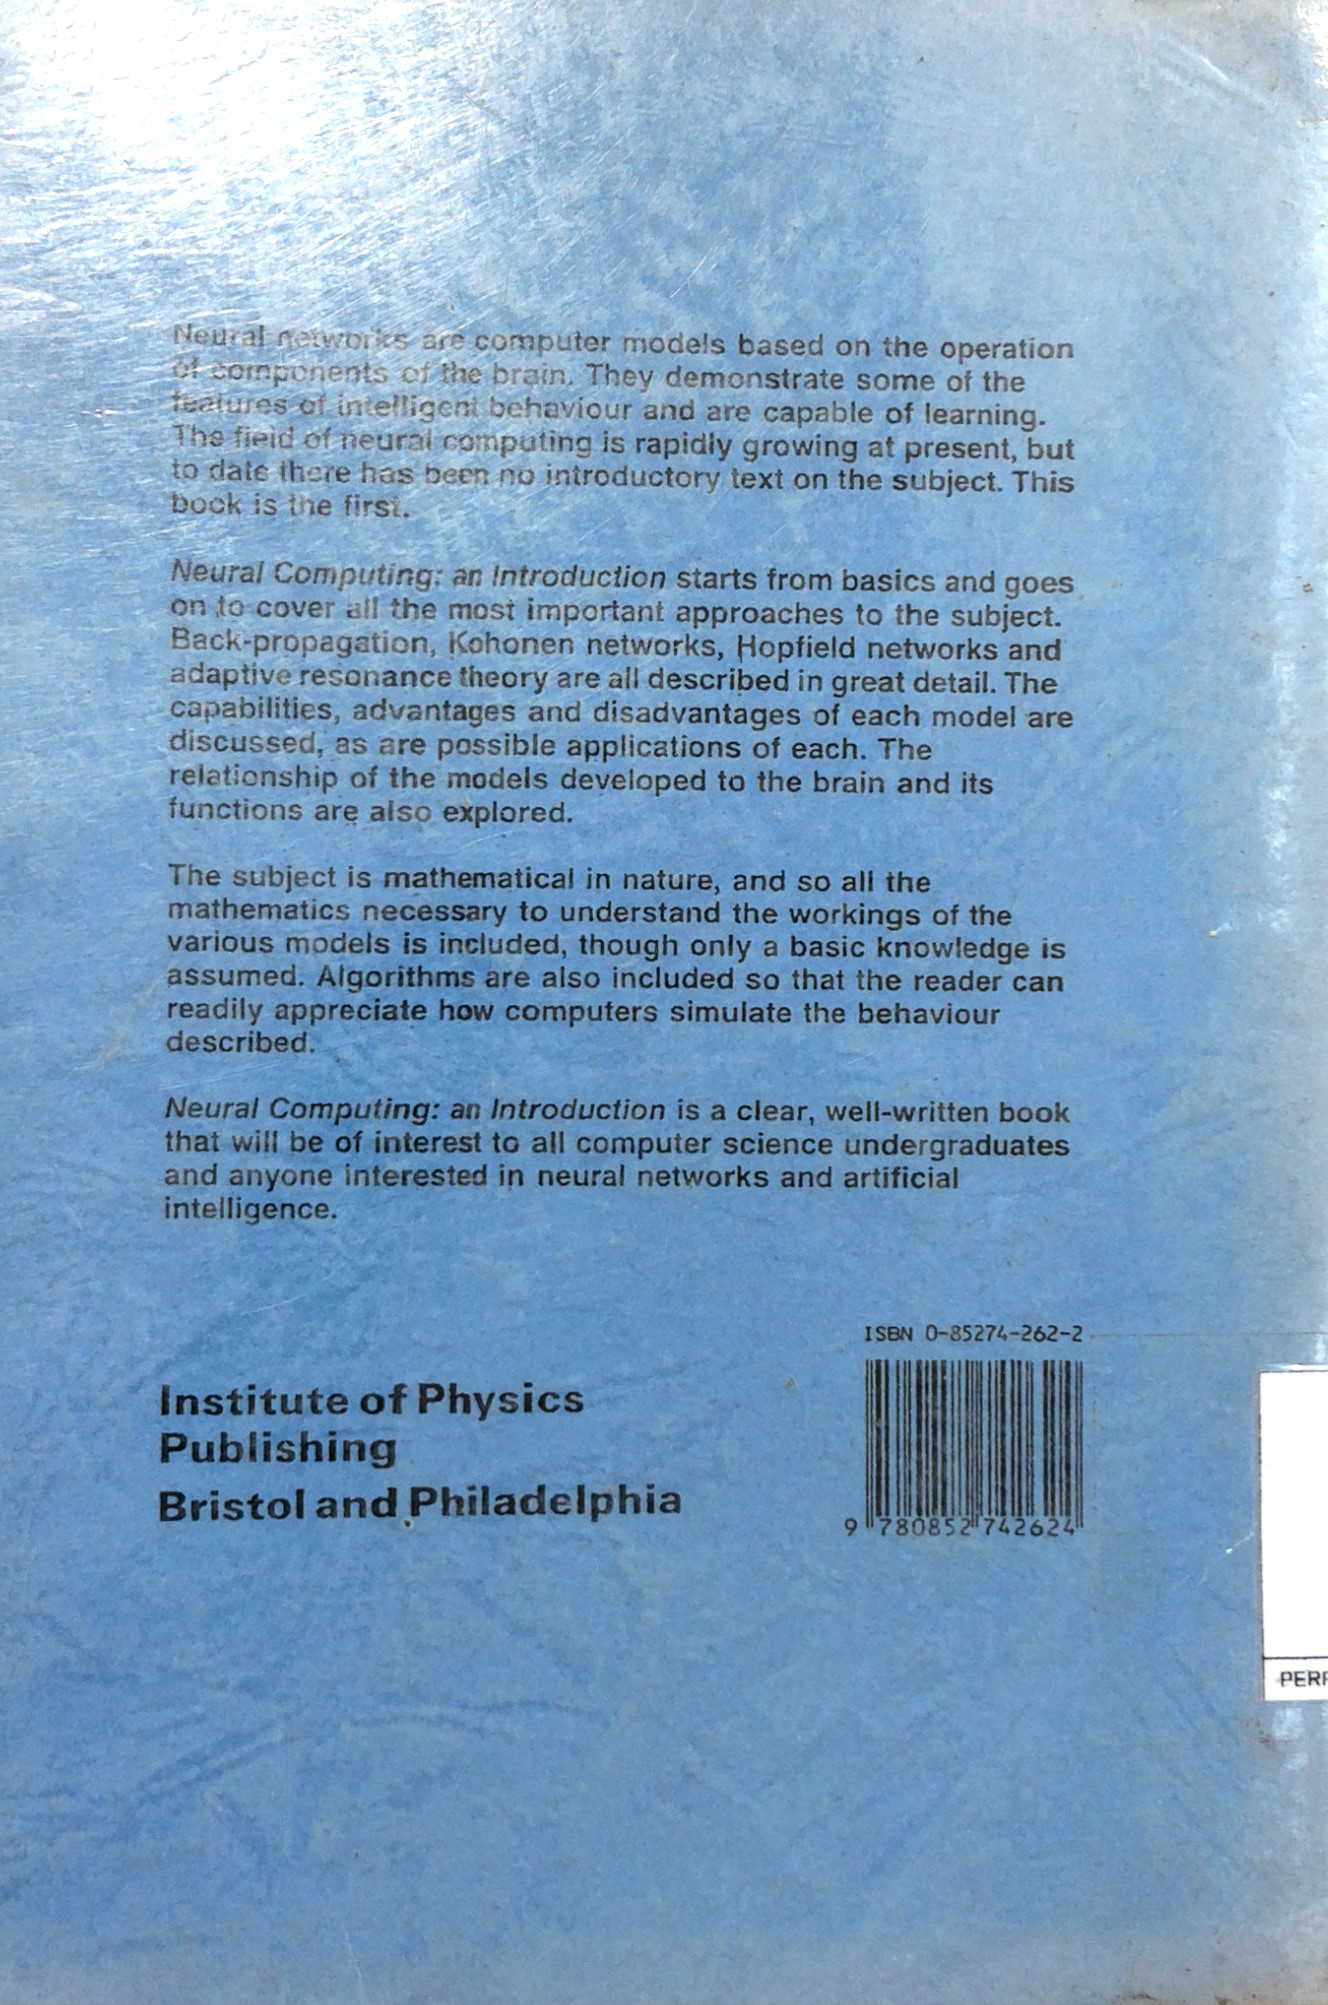 Neural networks are computer models based on the operation
of components of the brain. They demonstrate some of the
features of intelligent behaviour and are capable of learning.
The field of neural computing is rapidly growing at present, but
to date there has been no introductory text on the subject. This
book is the first.
Neural Computing: an Introduction starts from basics and goes
on to cover all the most important approaches to the subject.
Back-propagation, Kohonen networks, Hopfield networks and
adaptive resonance theory are all described in great detail. The
capabilities, advantages and disadvantages of each model are
discussed, as are possible applications of each. The
relationship of the models developed to the brain and its
functions are also explored.
The subject is mathematical in nature, and so all the
mathematics necessary to understand the workings of the
various models is included, though only a basic knowledge is
assumed. Algorithms are also included so that the reader can
readily appreciate how computers simulate the behaviour
described.
Neural Computing: an Introduction is a clear, well-written book
that will be of interest to all computer science undergraduates
and anyone interested in neural networks and artificial
intelligence.
ISBN 0-85274-262-2
Institute of Physics
Publishing
Bristol and Philadelphia
9 780852 742624